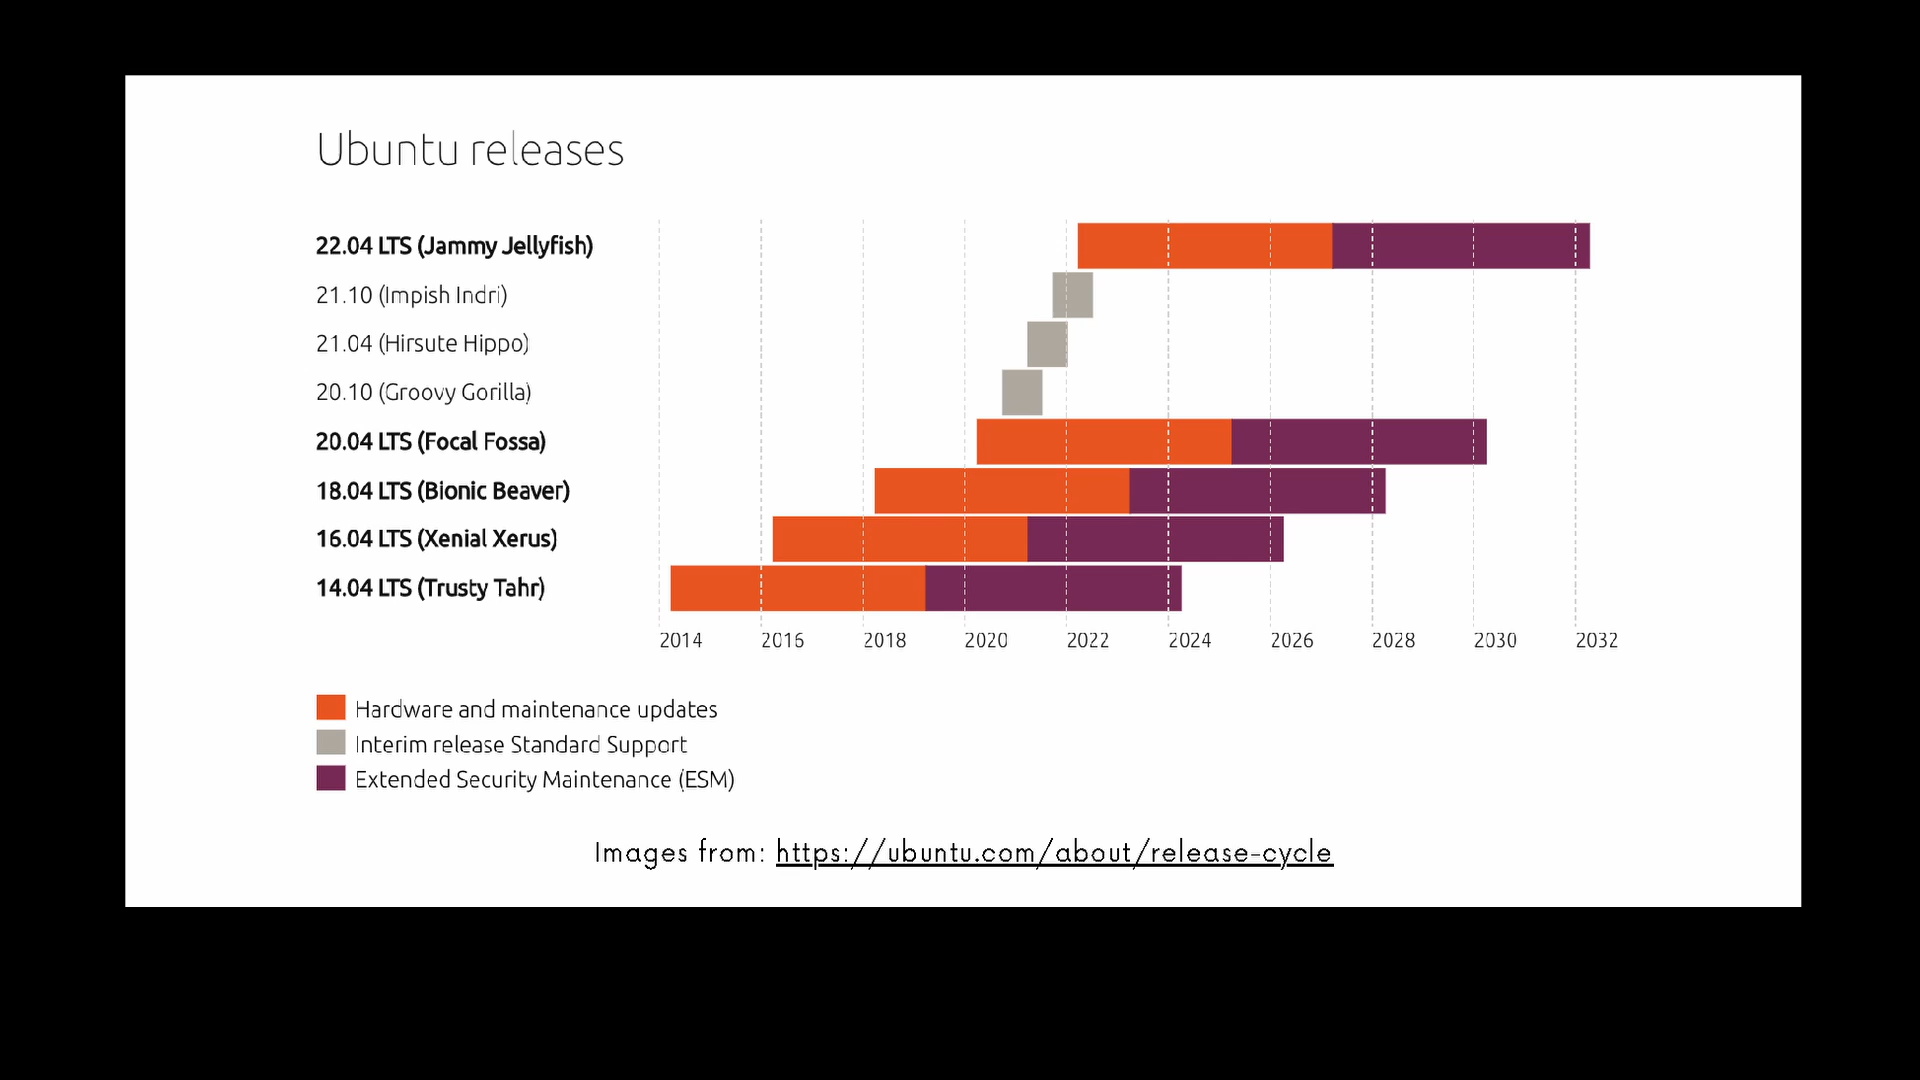 Ubuntu releases
22.04 LTS (Jammy Jellyfish)
21.10 (Impish Indri)
21.04 (Hirsute Hippo)
20.10 (Groovy Gorilla)
20.04 LTS (Focal Fossa)
18.04 LTS (Bionic Beaver)
16.04 LTS (Xenial Xerus)
14.04 LTS (Trusty Tahr)
2014 2016 2018 2020 2022 2024 2026 2028 2030 2032
Hardware and maintenance updates
Interim release Standard Support
Extended Security Maintenance (ESM)
Images from: https://ubuntu.com/about/release-cycle